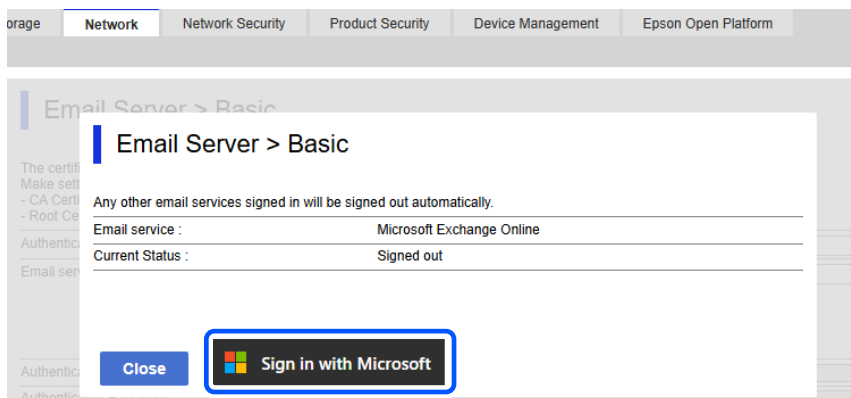 orage Network Network Security Product Security Device Management Epson Open Platform
Email Server > Basic
Email Server > Basic
The certifi
Make sett
- CA Certi
- Root Ce
Any other email services signed in will be signed out automatically.
Authentica
Email service : Microsoft Exchange Online
Current Status : Signed out
Email serv
Close Sign in with Microsoft
Authentica